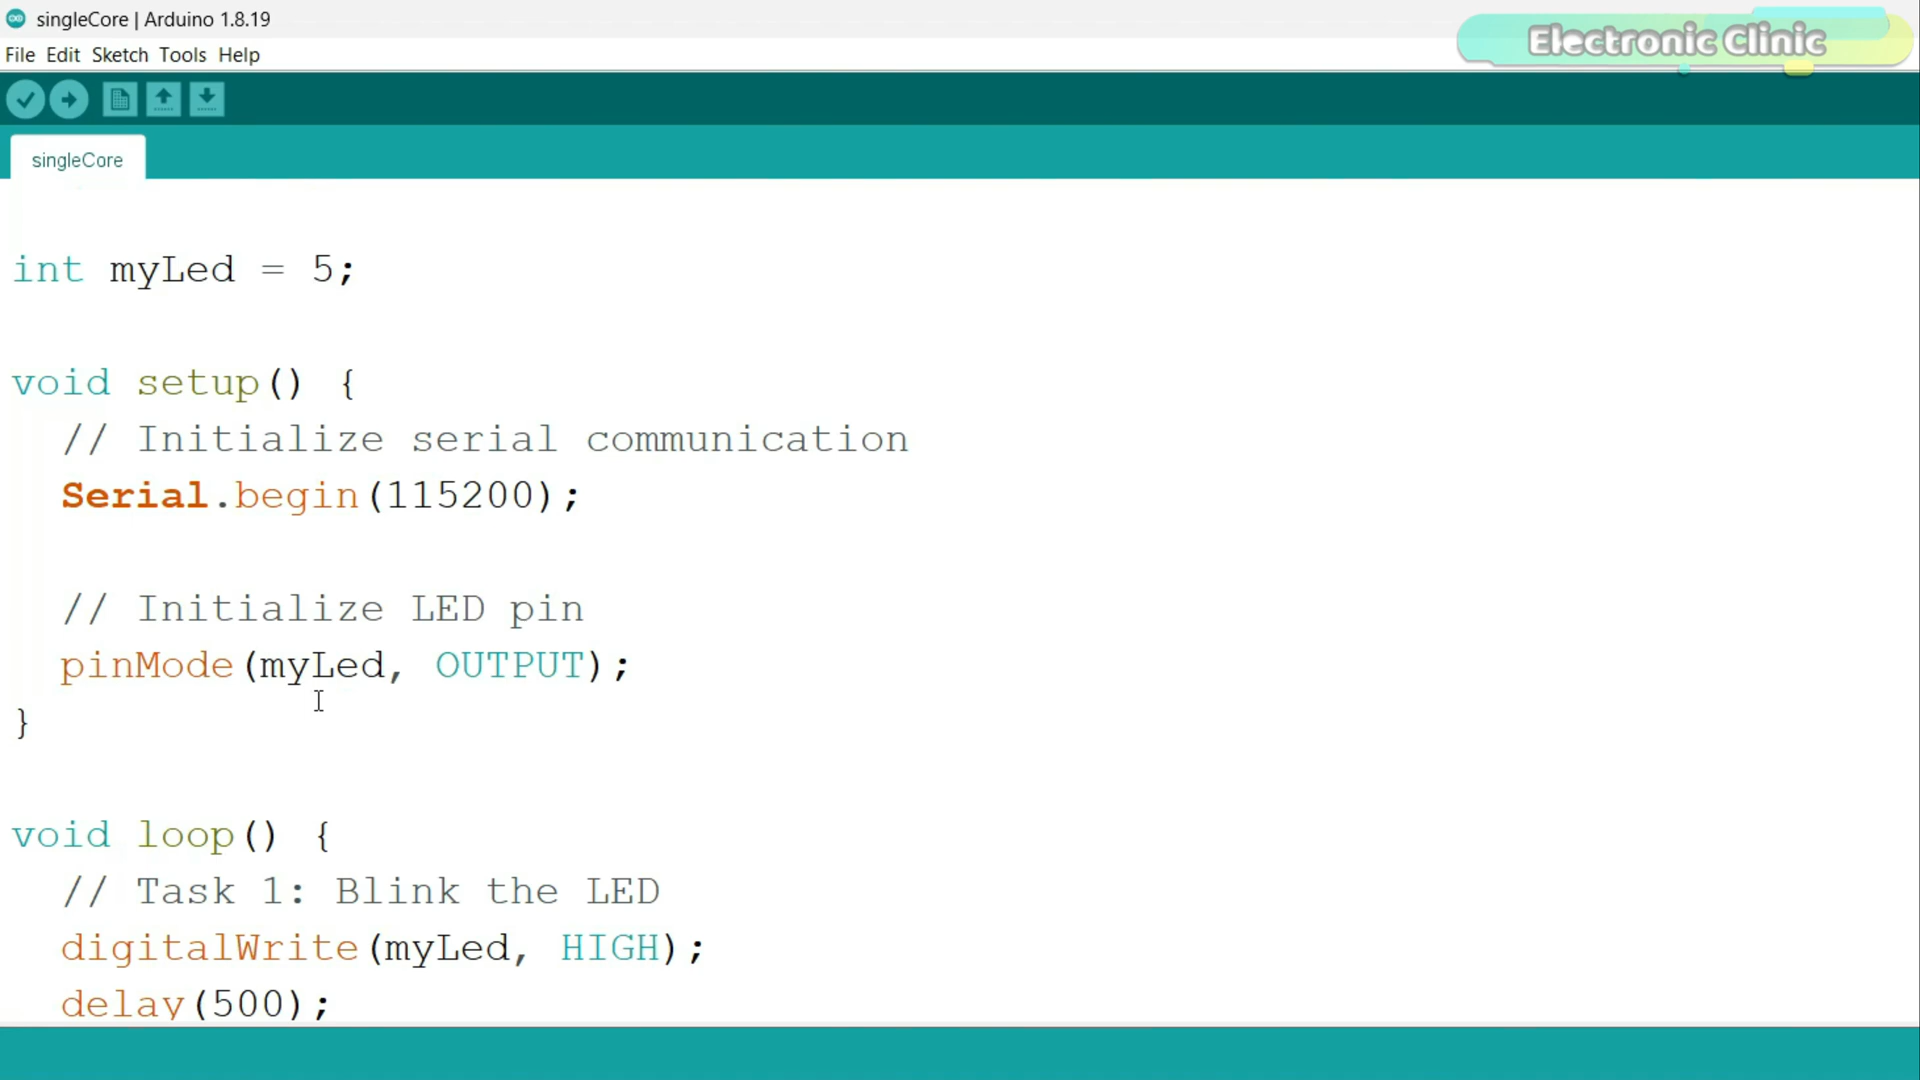 singleCore | Arduino 1.8.19
Electronic Clinic
File Edit Sketch Tools Help
singleCore
int myLed = 5;
void setup() {
// Initialize serial communication
Serial.begin(115200);
// Initialize LED pin
pinMode(myLed, OUTPUT);
}
void loop() {
// Task 1: Blink the LED
digitalWrite(myLed, HIGH);
delay(500);